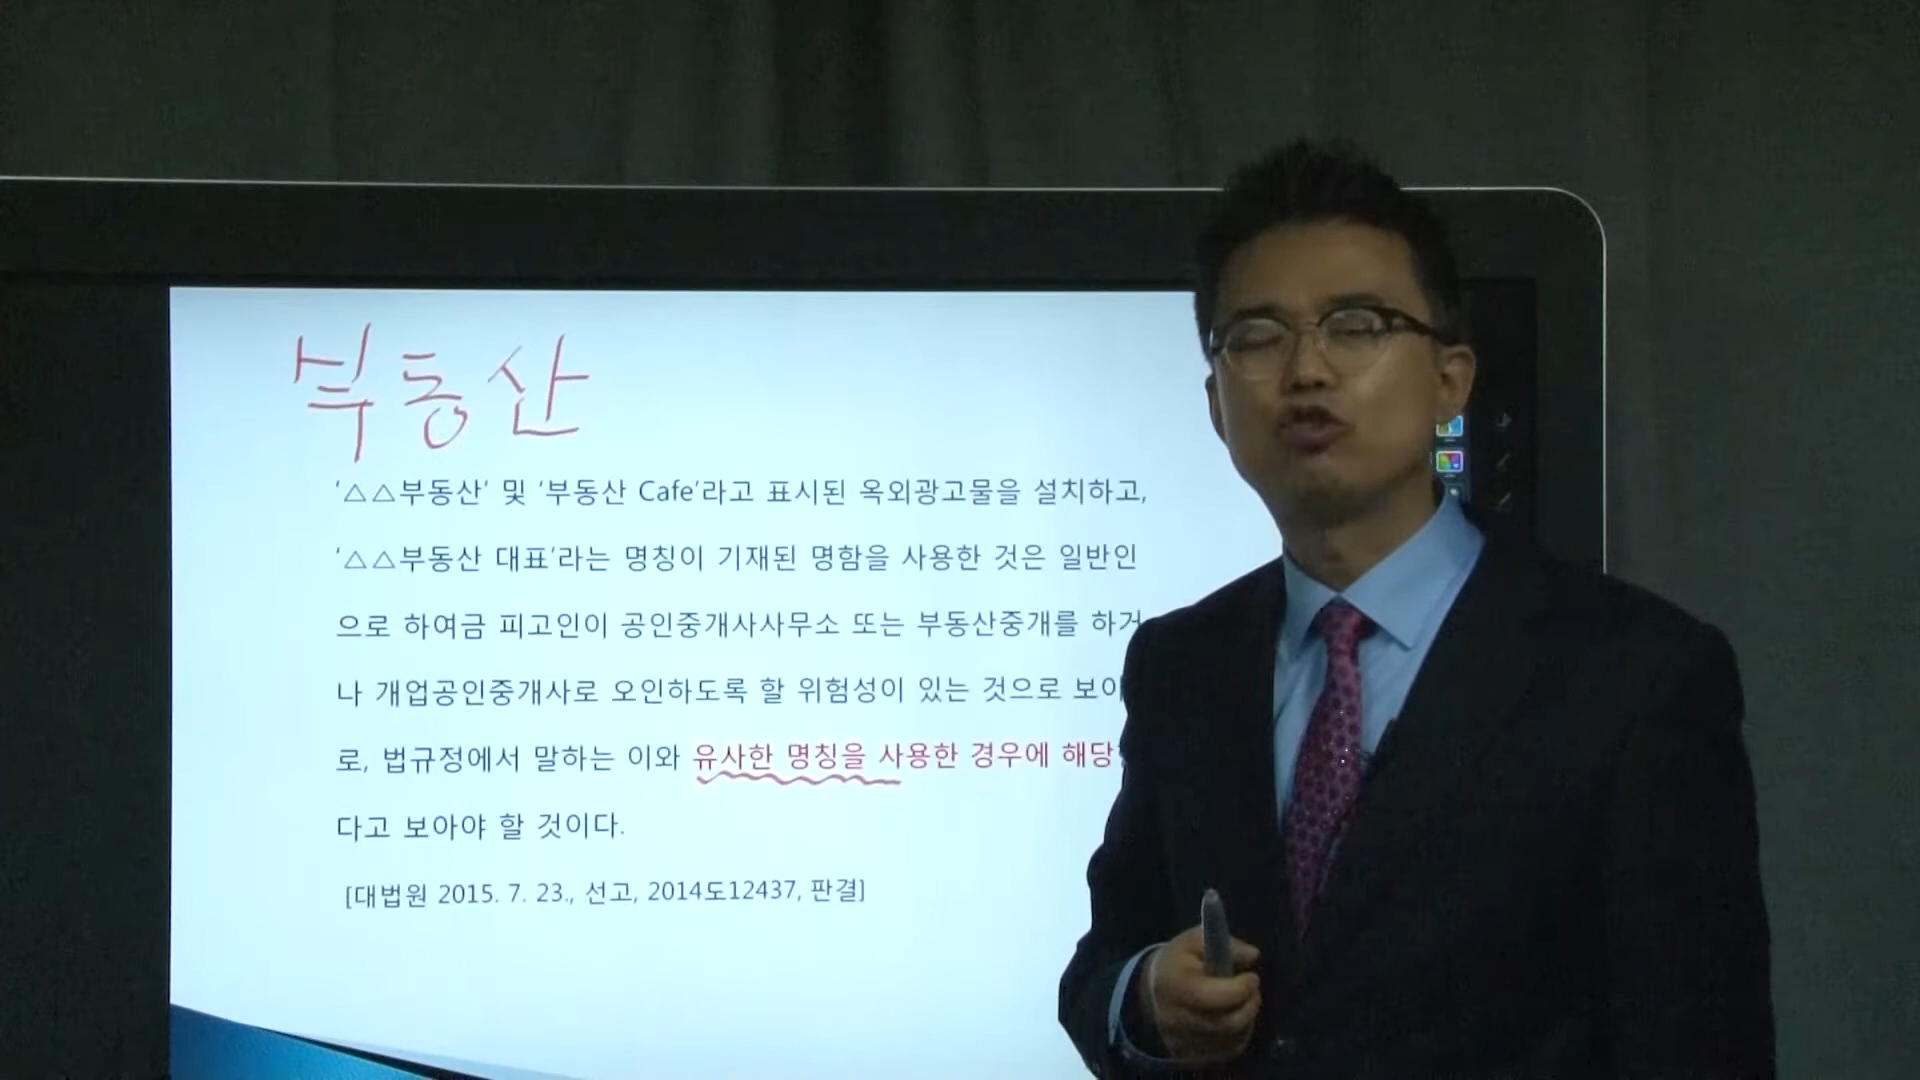 부동산
'△△부동산' 및 '부동산 Cafe'라고 표시된 옥외광고물을 설치하고,
'△△부동산 대표'라는 명칭이 기재된 명함을 사용한 것은 일반인
으로 하여금 피고인이 공인중개사사무소 또는 부동산중개를 하거
나 개업공인중개사로 오인하도록 할 위험성이 있는 것으로 보아
로, 법규정에서 말하는 이와 유사한 명칭을 사용한 경우에 해당
다고 보아야 할 것이다.
[대법원 2015. 7. 23., 선고, 2014도12437, 판결]